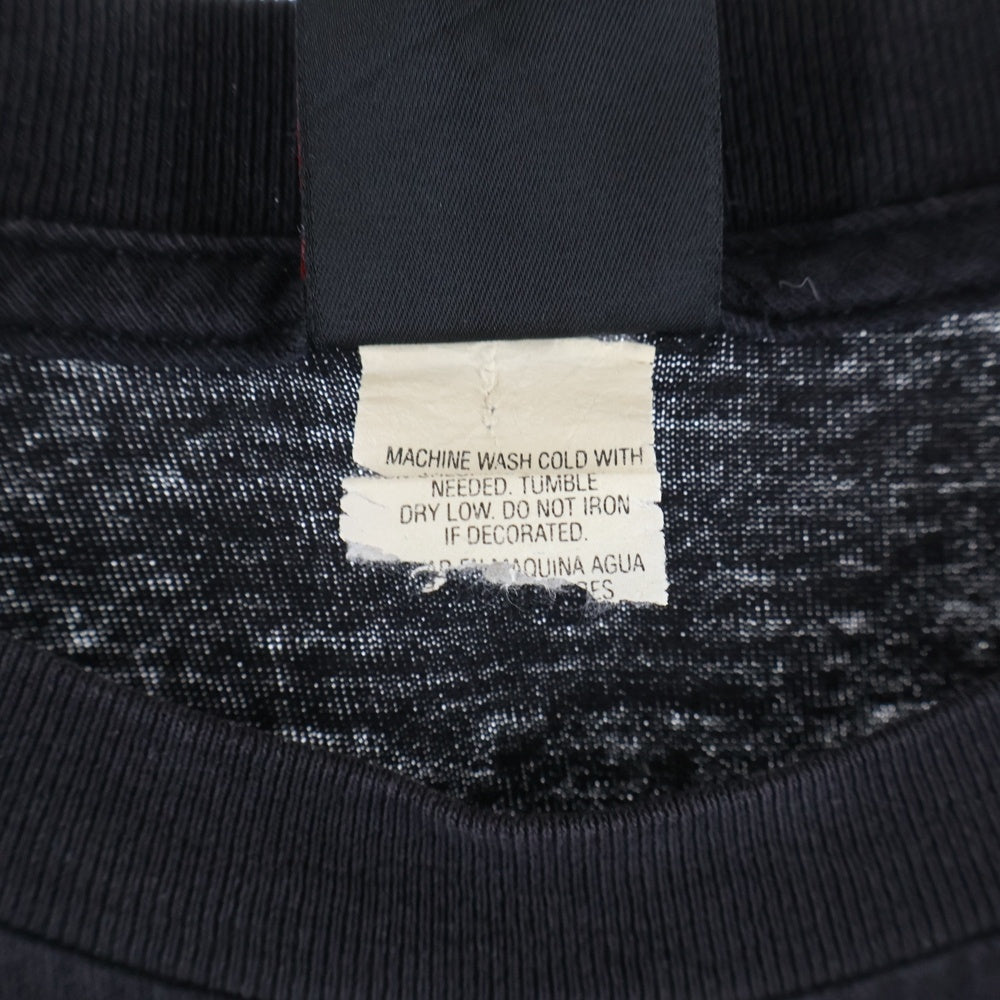 MACHINE WASH COLD WITH
NEEDED. TUMBLE
DRY LOW. DO NOT IRON
IF DECORATED.
MAQUINA AGUA